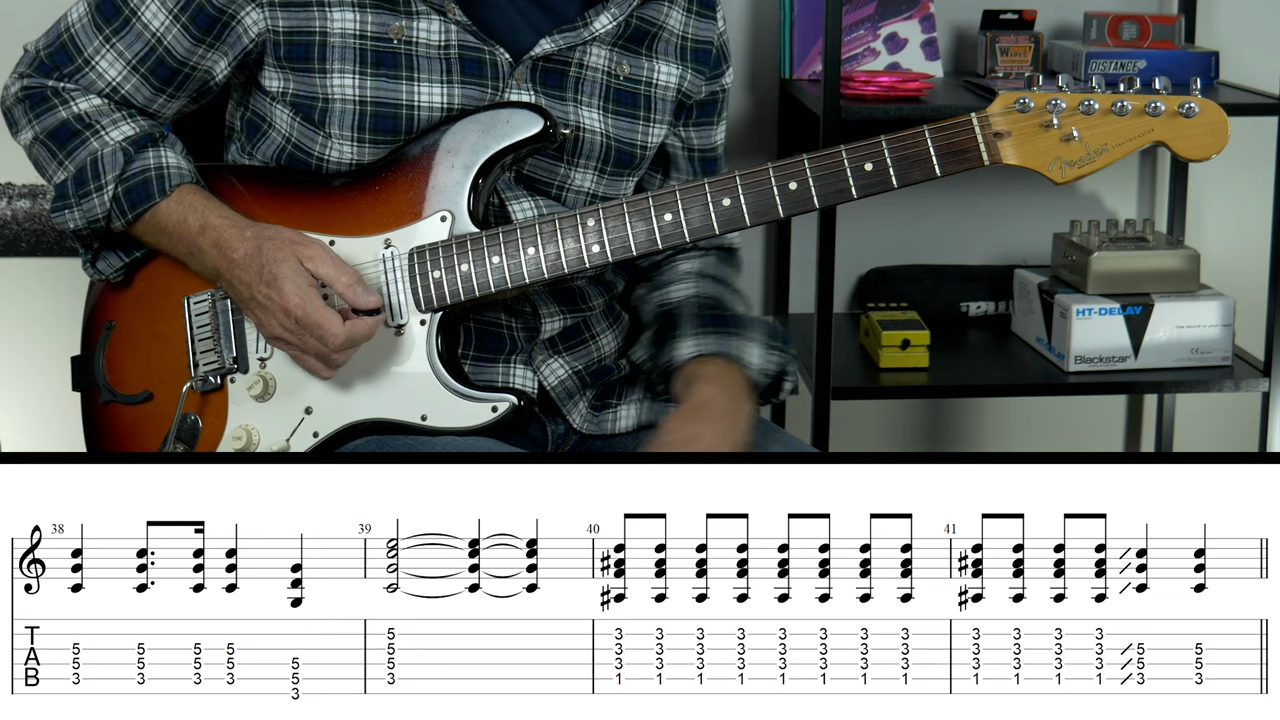 WIPES
DISTANCE
Fender
STRATOCASTER
HT-DELAY
Blackstar
TONE
38 39 40 41
T 5 3 3 3 3 3 3 3 3 3 3 3 3
5 5 5 5 5 3 3 3 3 3 3 3 3 3 3 3 3 5 5
A 5 5 5 5 5 5 3 3 3 3 3 3 3 3 3 3 3 3 5 5
B 3 3 3 3 5 3 1 1 1 1 1 1 1 1 1 1 1 1 3 3
3